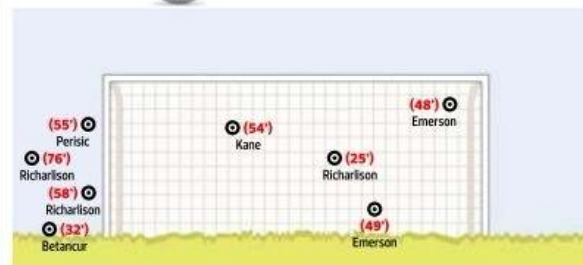 (48')
Emerson
(55')
Perisic
(54')
Kane
(76')
Richarlison
(25')
Richarlison
(58')
Richarlison
(49')
Emerson
(32')
Betancur